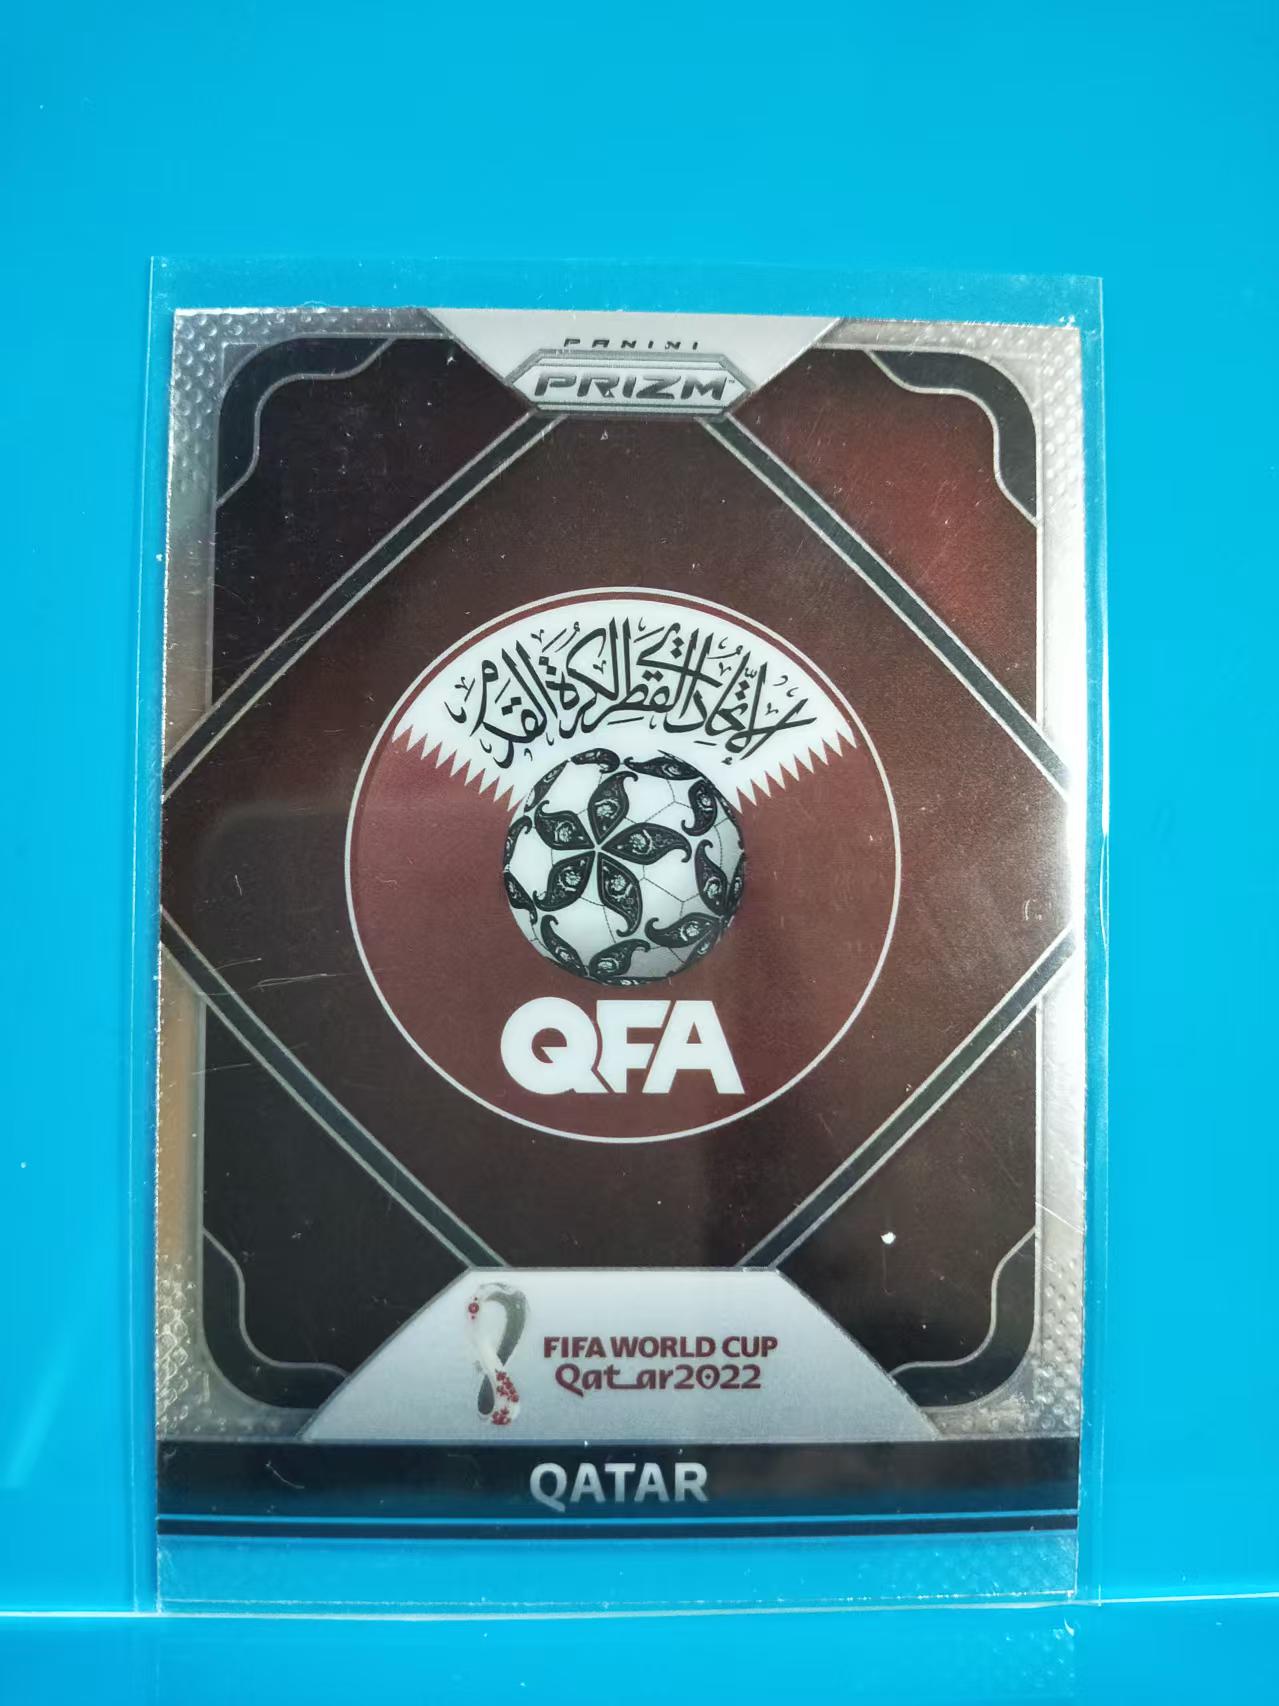 PANINI
PRIZM
الاتحاد القطري لكرة القدم
QFA
FIFA WORLD CUP
Qatar2022
QATAR